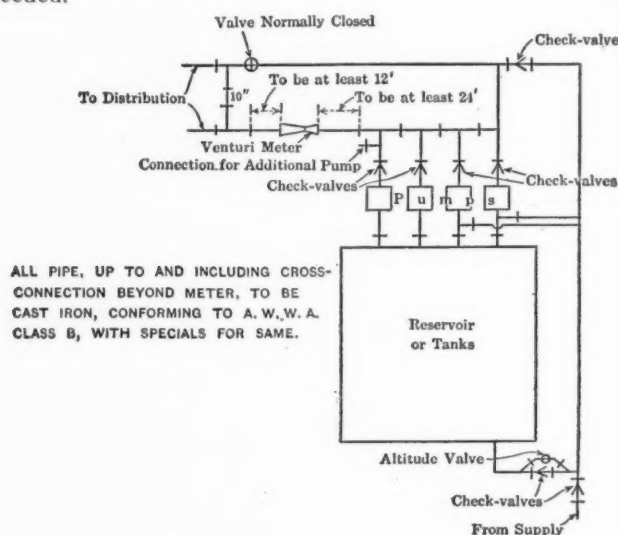 needed.
Valve Normally Closed
Check-valve
To be at least 12'
To be at least 24'
To Distribution
10"
Venturi Meter
Connection for Additional Pump
Check-valves
Check-valves
Pumps
ALL PIPE, UP TO AND INCLUDING CROSS-
CONNECTION BEYOND METER, TO BE
CAST IRON, CONFORMING TO A. W. W. A.
CLASS B, WITH SPECIALS FOR SAME.
Reservoir
or Tanks
Altitude Valve
Check-valves
From Supply